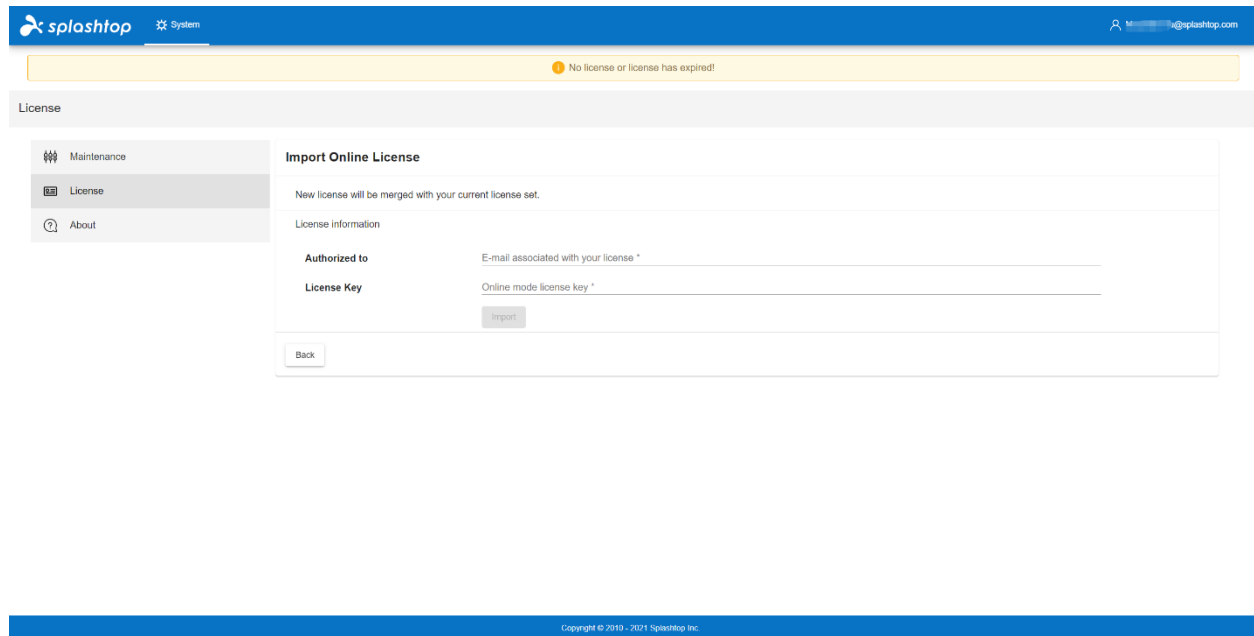 splashtop System @splashtop.com
No license or license has expired!
License
Maintenance
License
About
Import Online License
New license will be merged with your current license set.
License information
Authorized to E-mail associated with your license *
License Key Online mode license key *
Import
Back
Copyright © 2010 - 2021 Splashtop Inc.